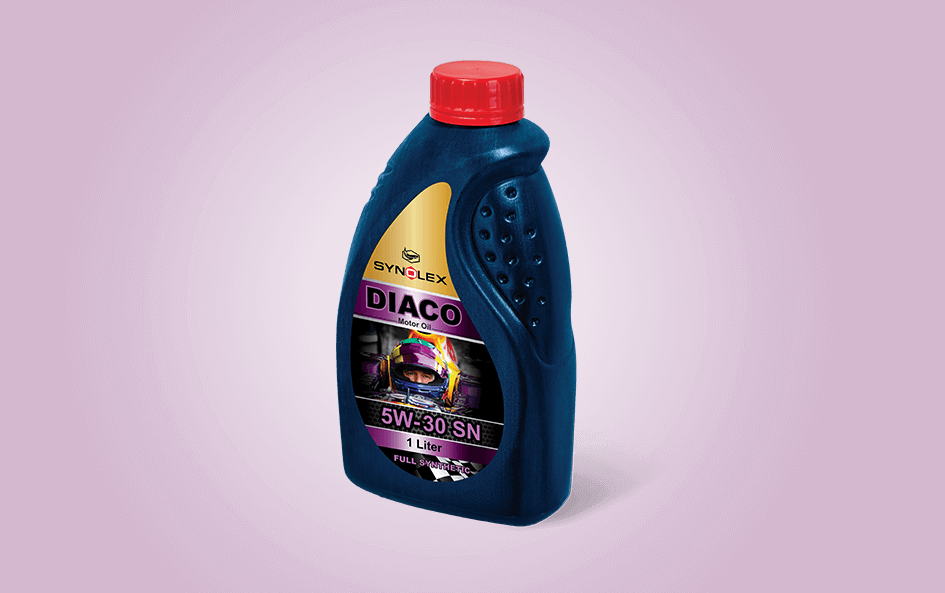 SYNOLEX
DIACO
Motor Oil
5W-30 SN
1 Liter
FULL SYNTHETIC